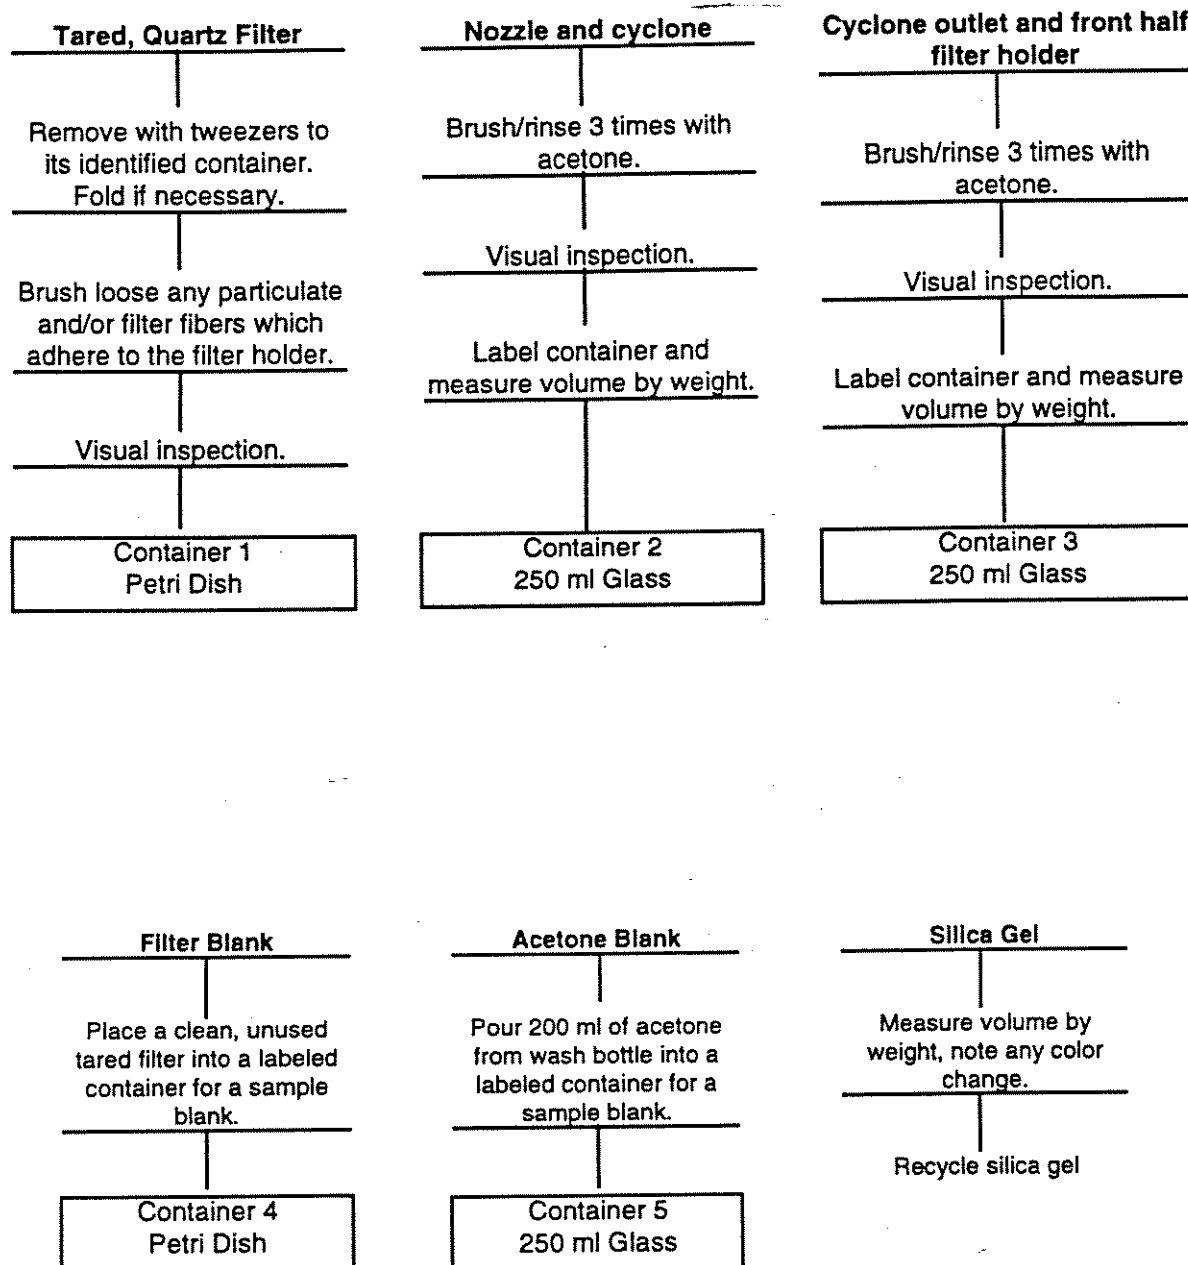 Tared, Quartz Filter
Remove with tweezers to
its identified container.
Fold if necessary.
Brush loose any particulate
and/or filter fibers which
adhere to the filter holder.
Visual inspection.
Container 1
Petri Dish
Nozzle and cyclone
Brush/rinse 3 times with
acetone.
Visual inspection.
Label container and
measure volume by weight.
Container 2
250 ml Glass
Cyclone outlet and front half
filter holder
Brush/rinse 3 times with
acetone.
Visual inspection.
Label container and measure
volume by weight.
Container 3
250 ml Glass
Filter Blank
Place a clean, unused
tared filter into a labeled
container for a sample
blank.
Container 4
Petri Dish
Acetone Blank
Pour 200 ml of acetone
from wash bottle into a
labeled container for a
sample blank.
Container 5
250 ml Glass
Silica Gel
Measure volume by
weight, note any color
change.
Recycle silica gel